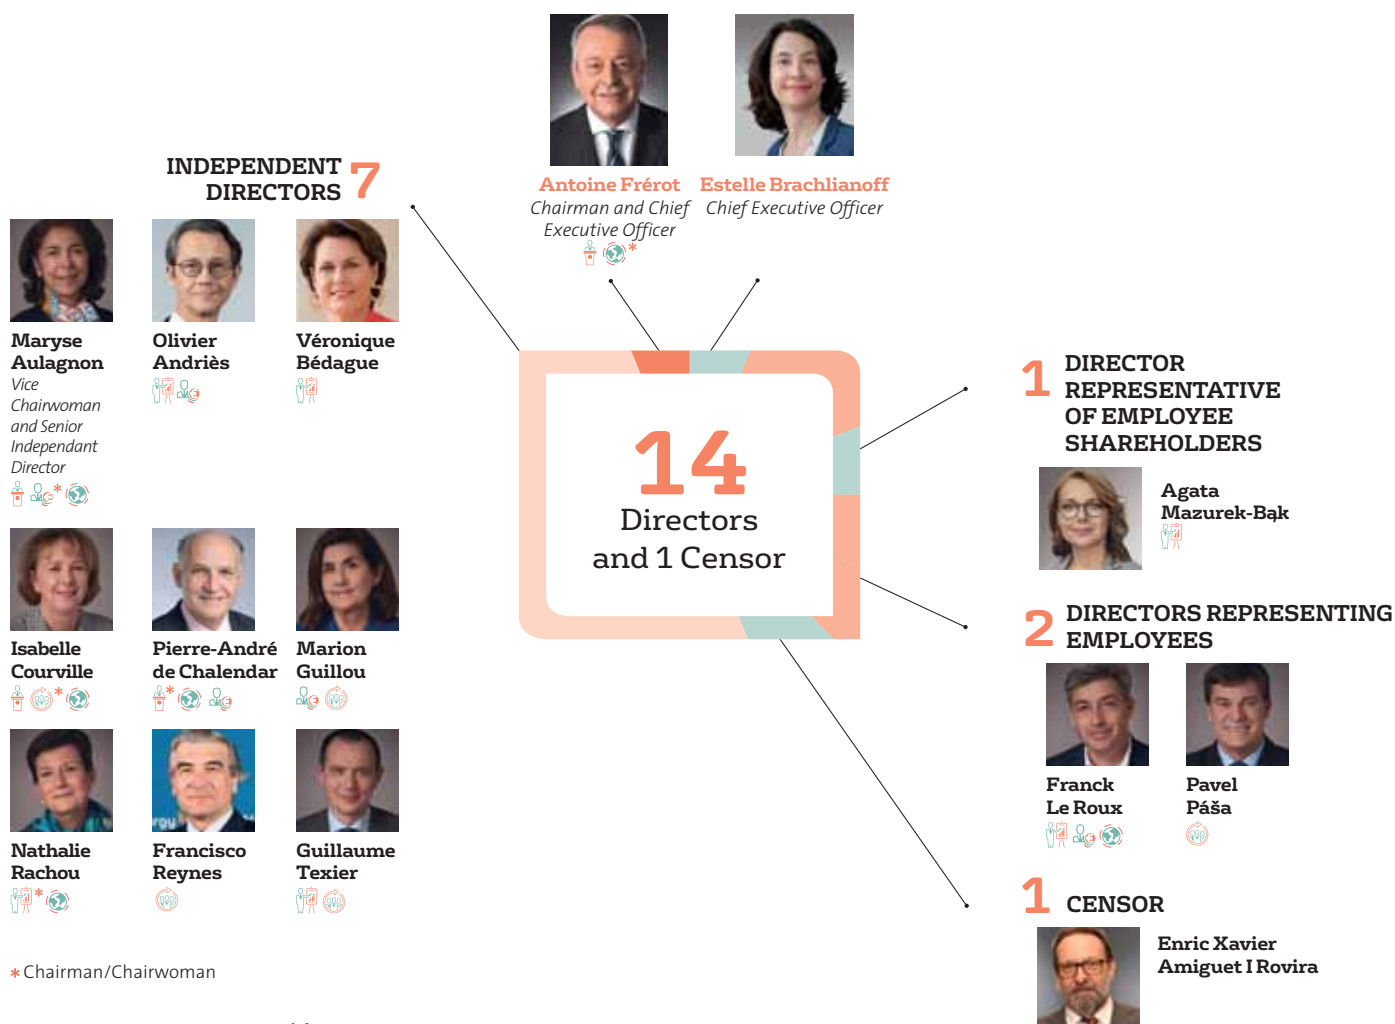 Antoine Frérot
Chairman and Chief
Executive Officer
*
Estelle Brachlianoff
Chief Executive Officer
INDEPENDENT
DIRECTORS
7
Maryse
Aulagnon
Vice
Chairwoman
and Senior
Independant
Director
*
Olivier
Andriès
Véronique
Bédague
Isabelle
Courville
*
Pierre-André
de Chalendar
*
Marion
Guillou
Nathalie
Rachou
*
Francisco
Reynes
Guillaume
Texier
* Chairman/Chairwoman
14
Directors
and 1 Censor
1 DIRECTOR
REPRESENTATIVE
OF EMPLOYEE
SHAREHOLDERS
Agata
Mazurek-Bąk
2 DIRECTORS REPRESENTING
EMPLOYEES
Franck
Le Roux
Pavel
Páša
1 CENSOR
Enric Xavier
Amiguet I Rovira